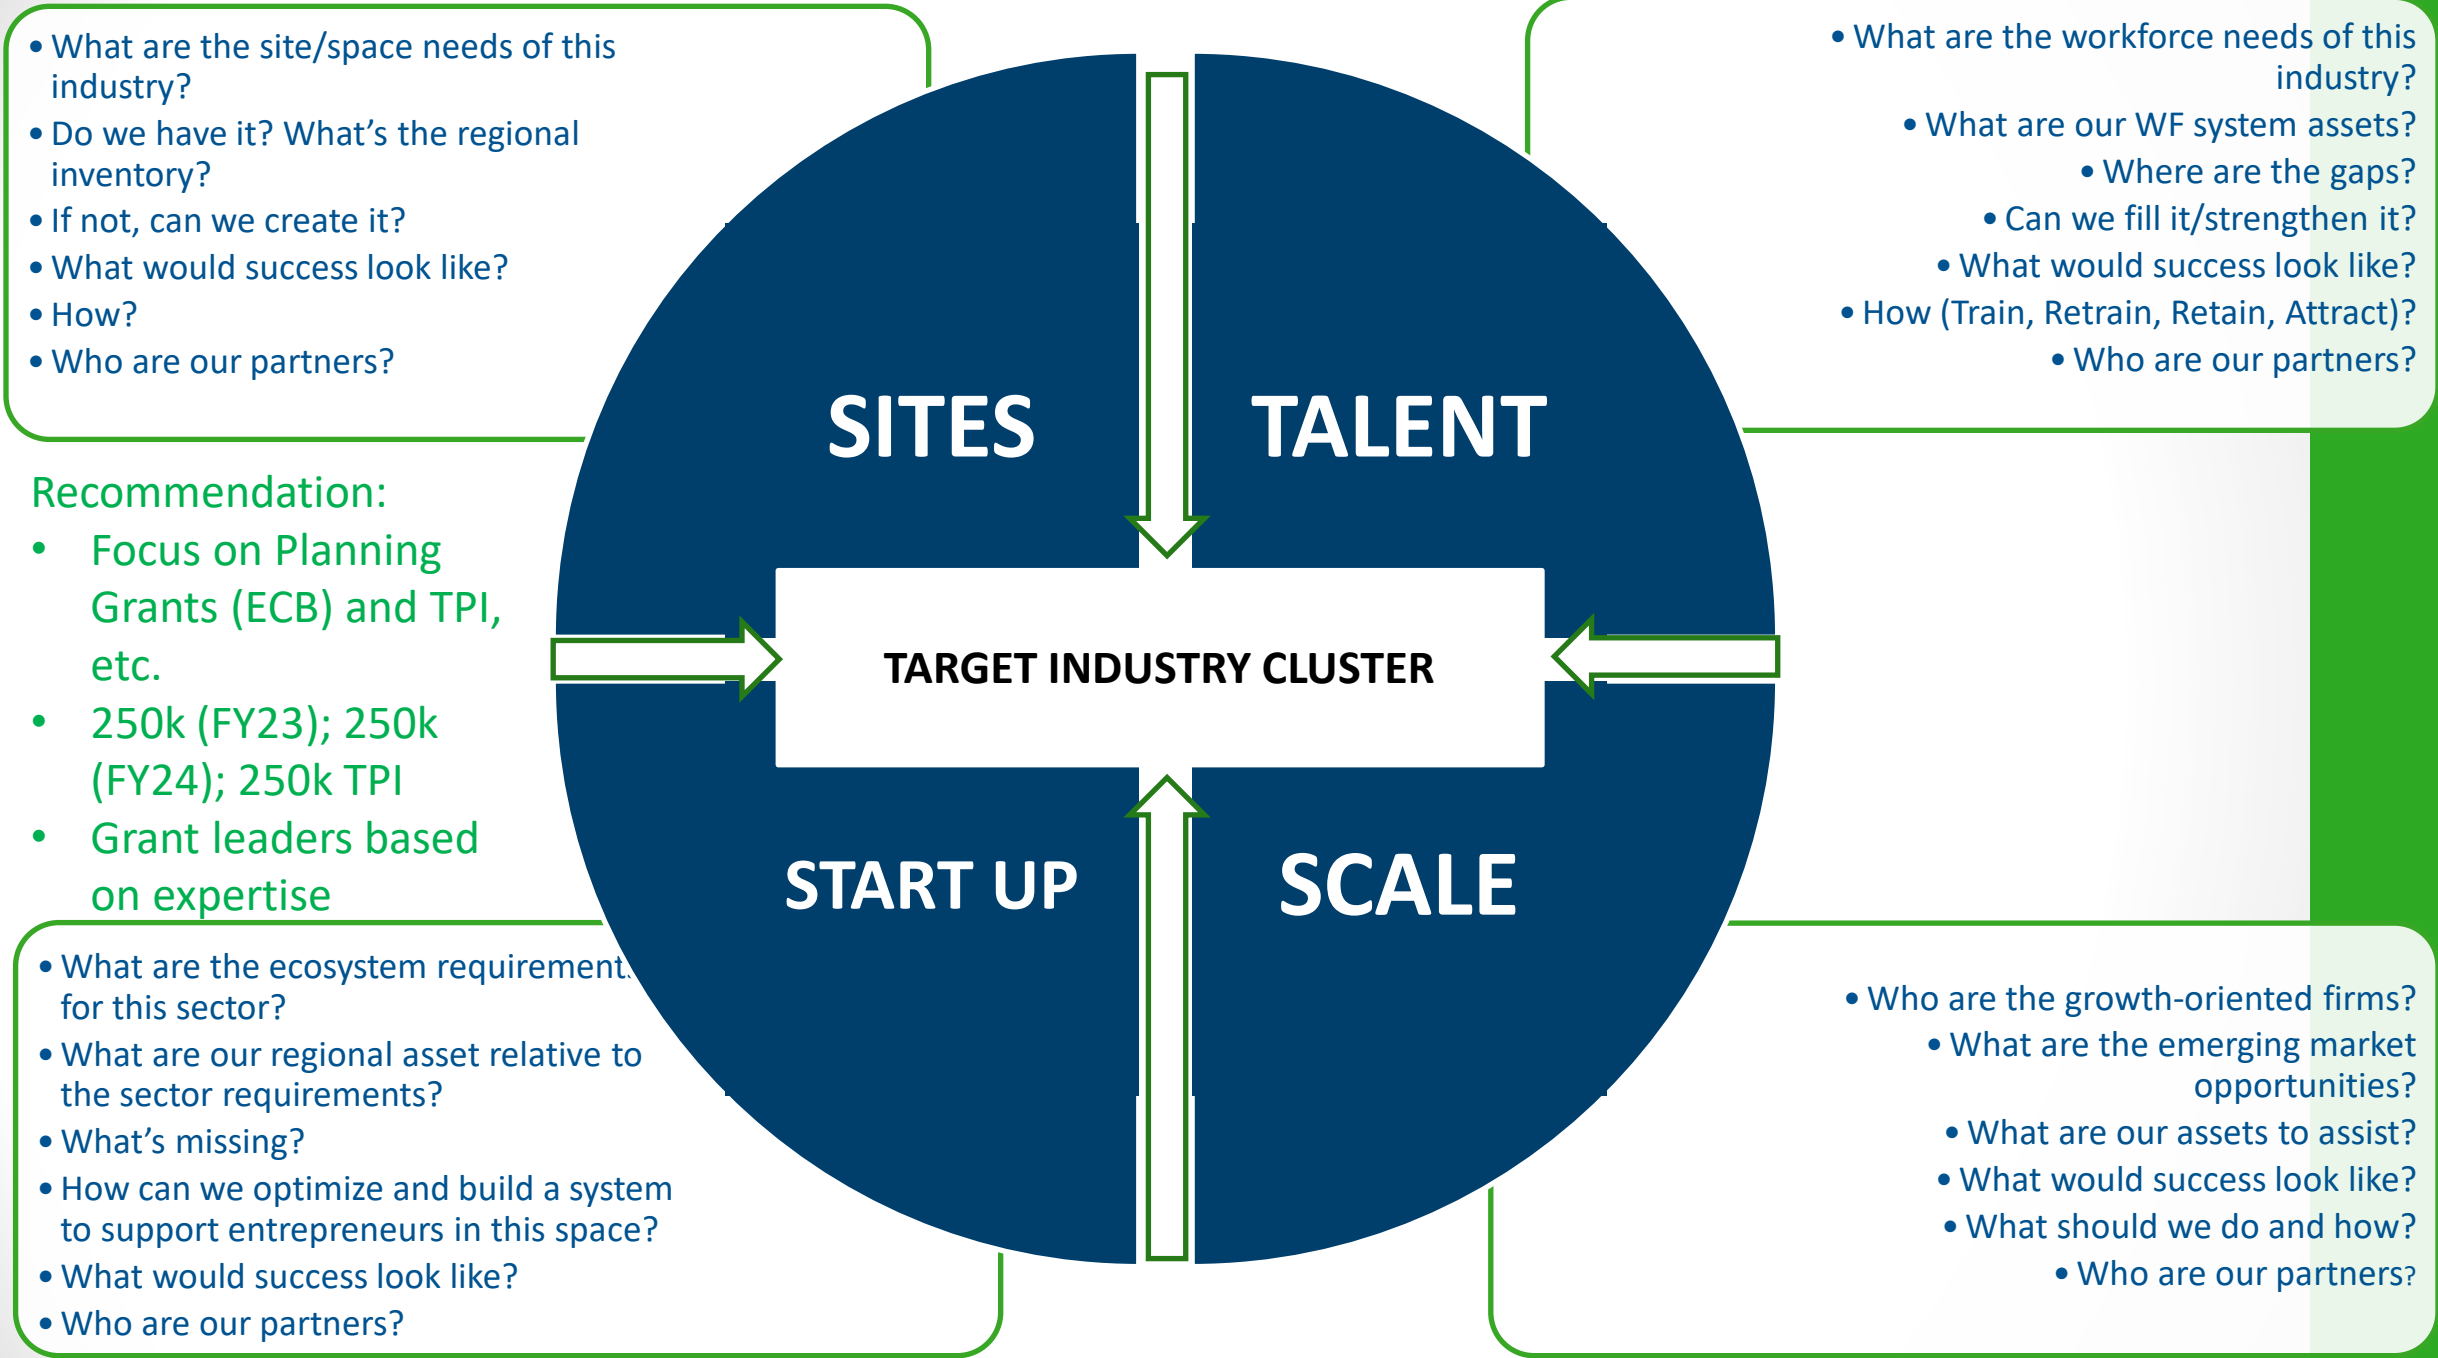 • What are the site/space needs of this
industry?
• Do we have it? What’s the regional
inventory?
• If not, can we create it?
• What would success look like?
• How?
• Who are our partners?
• What are the workforce needs of this
industry?
• What are our WF system assets?
• Where are the gaps?
• Can we fill it/strengthen it?
• What would success look like?
• How (Train, Retrain, Retain, Attract)?
• Who are our partners?
SITES
TALENT
Recommendation:
• Focus on Planning
Grants (ECB) and TPI,
etc.
• 250k (FY23); 250k
(FY24); 250k TPI
• Grant leaders based
on expertise
TARGET INDUSTRY CLUSTER
START UP
SCALE
• What are the ecosystem requirements
for this sector?
• What are our regional asset relative to
the sector requirements?
• What’s missing?
• How can we optimize and build a system
to support entrepreneurs in this space?
• What would success look like?
• Who are our partners?
• Who are the growth-oriented firms?
• What are the emerging market
opportunities?
• What are our assets to assist?
• What would success look like?
• What should we do and how?
• Who are our partners?